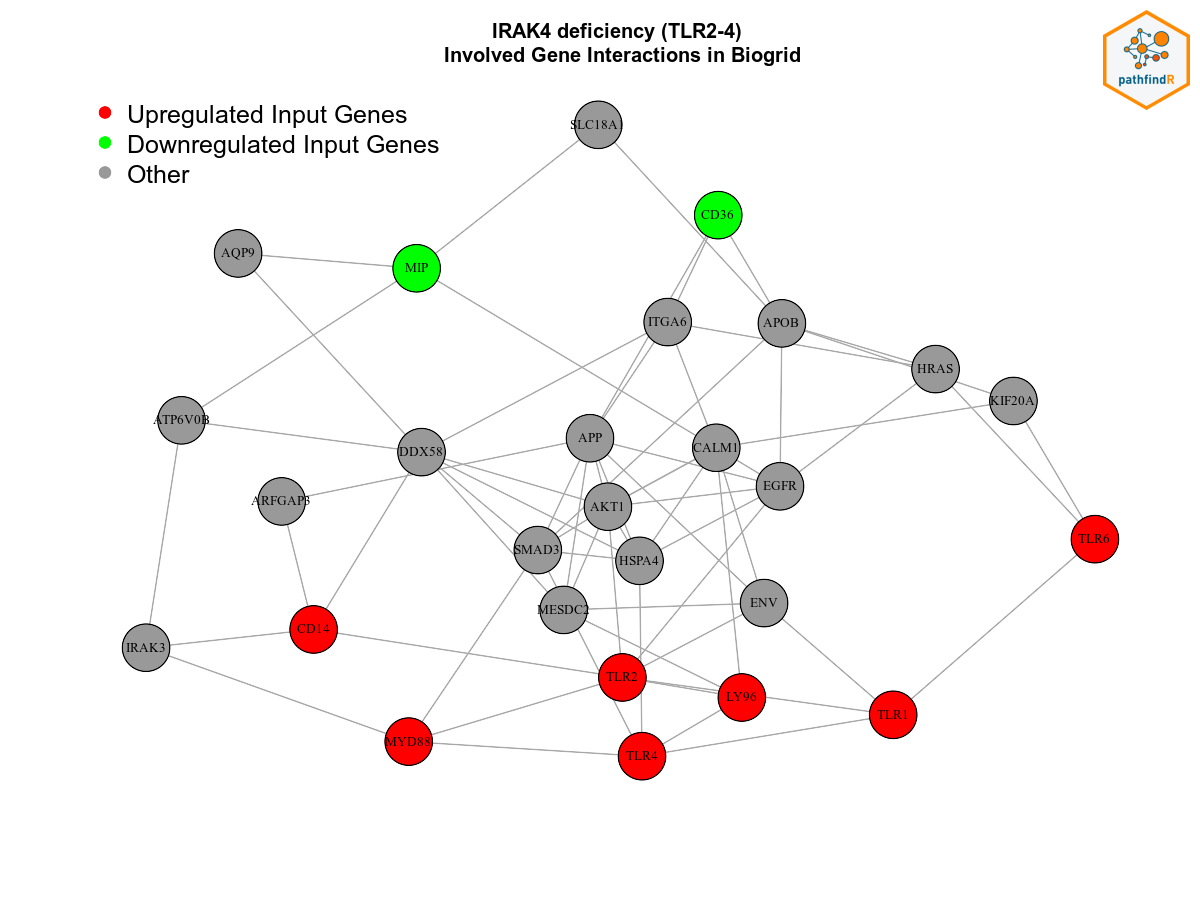 IRAK4 deficiency (TLR2-4)
Involved Gene Interactions in Biogrid
pathfindR
Upregulated Input Genes
Downregulated Input Genes
Other
SLC18A1
CD36
AQP9
MIP
ITGA6
APOB
HRAS
KIF20A
ATP6V0B
APP
CALM1
DDX58
EGFR
ARFGAP3
AKT1
TLR6
SMAD3
HSPA4
MESDC2
ENV
CD14
IRAK3
TLR2
LY96
TLR1
MYD88
TLR4